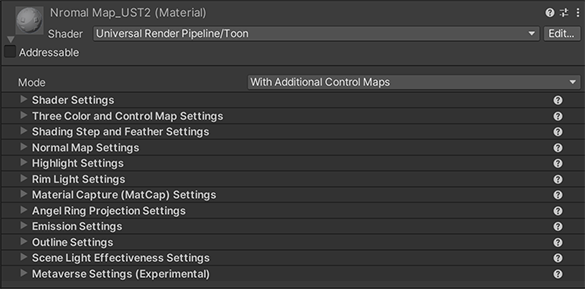 Nromal Map_UST2 (Material)
Shader Universal Render Pipeline/Toon Edit...
Addressable
Mode With Additional Control Maps
Shader Settings
Three Color and Control Map Settings
Shading Step and Feather Settings
Normal Map Settings
Highlight Settings
Rim Light Settings
Material Capture (MatCap) Settings
Angel Ring Projection Settings
Emission Settings
Outline Settings
Scene Light Effectiveness Settings
Metaverse Settings (Experimental)